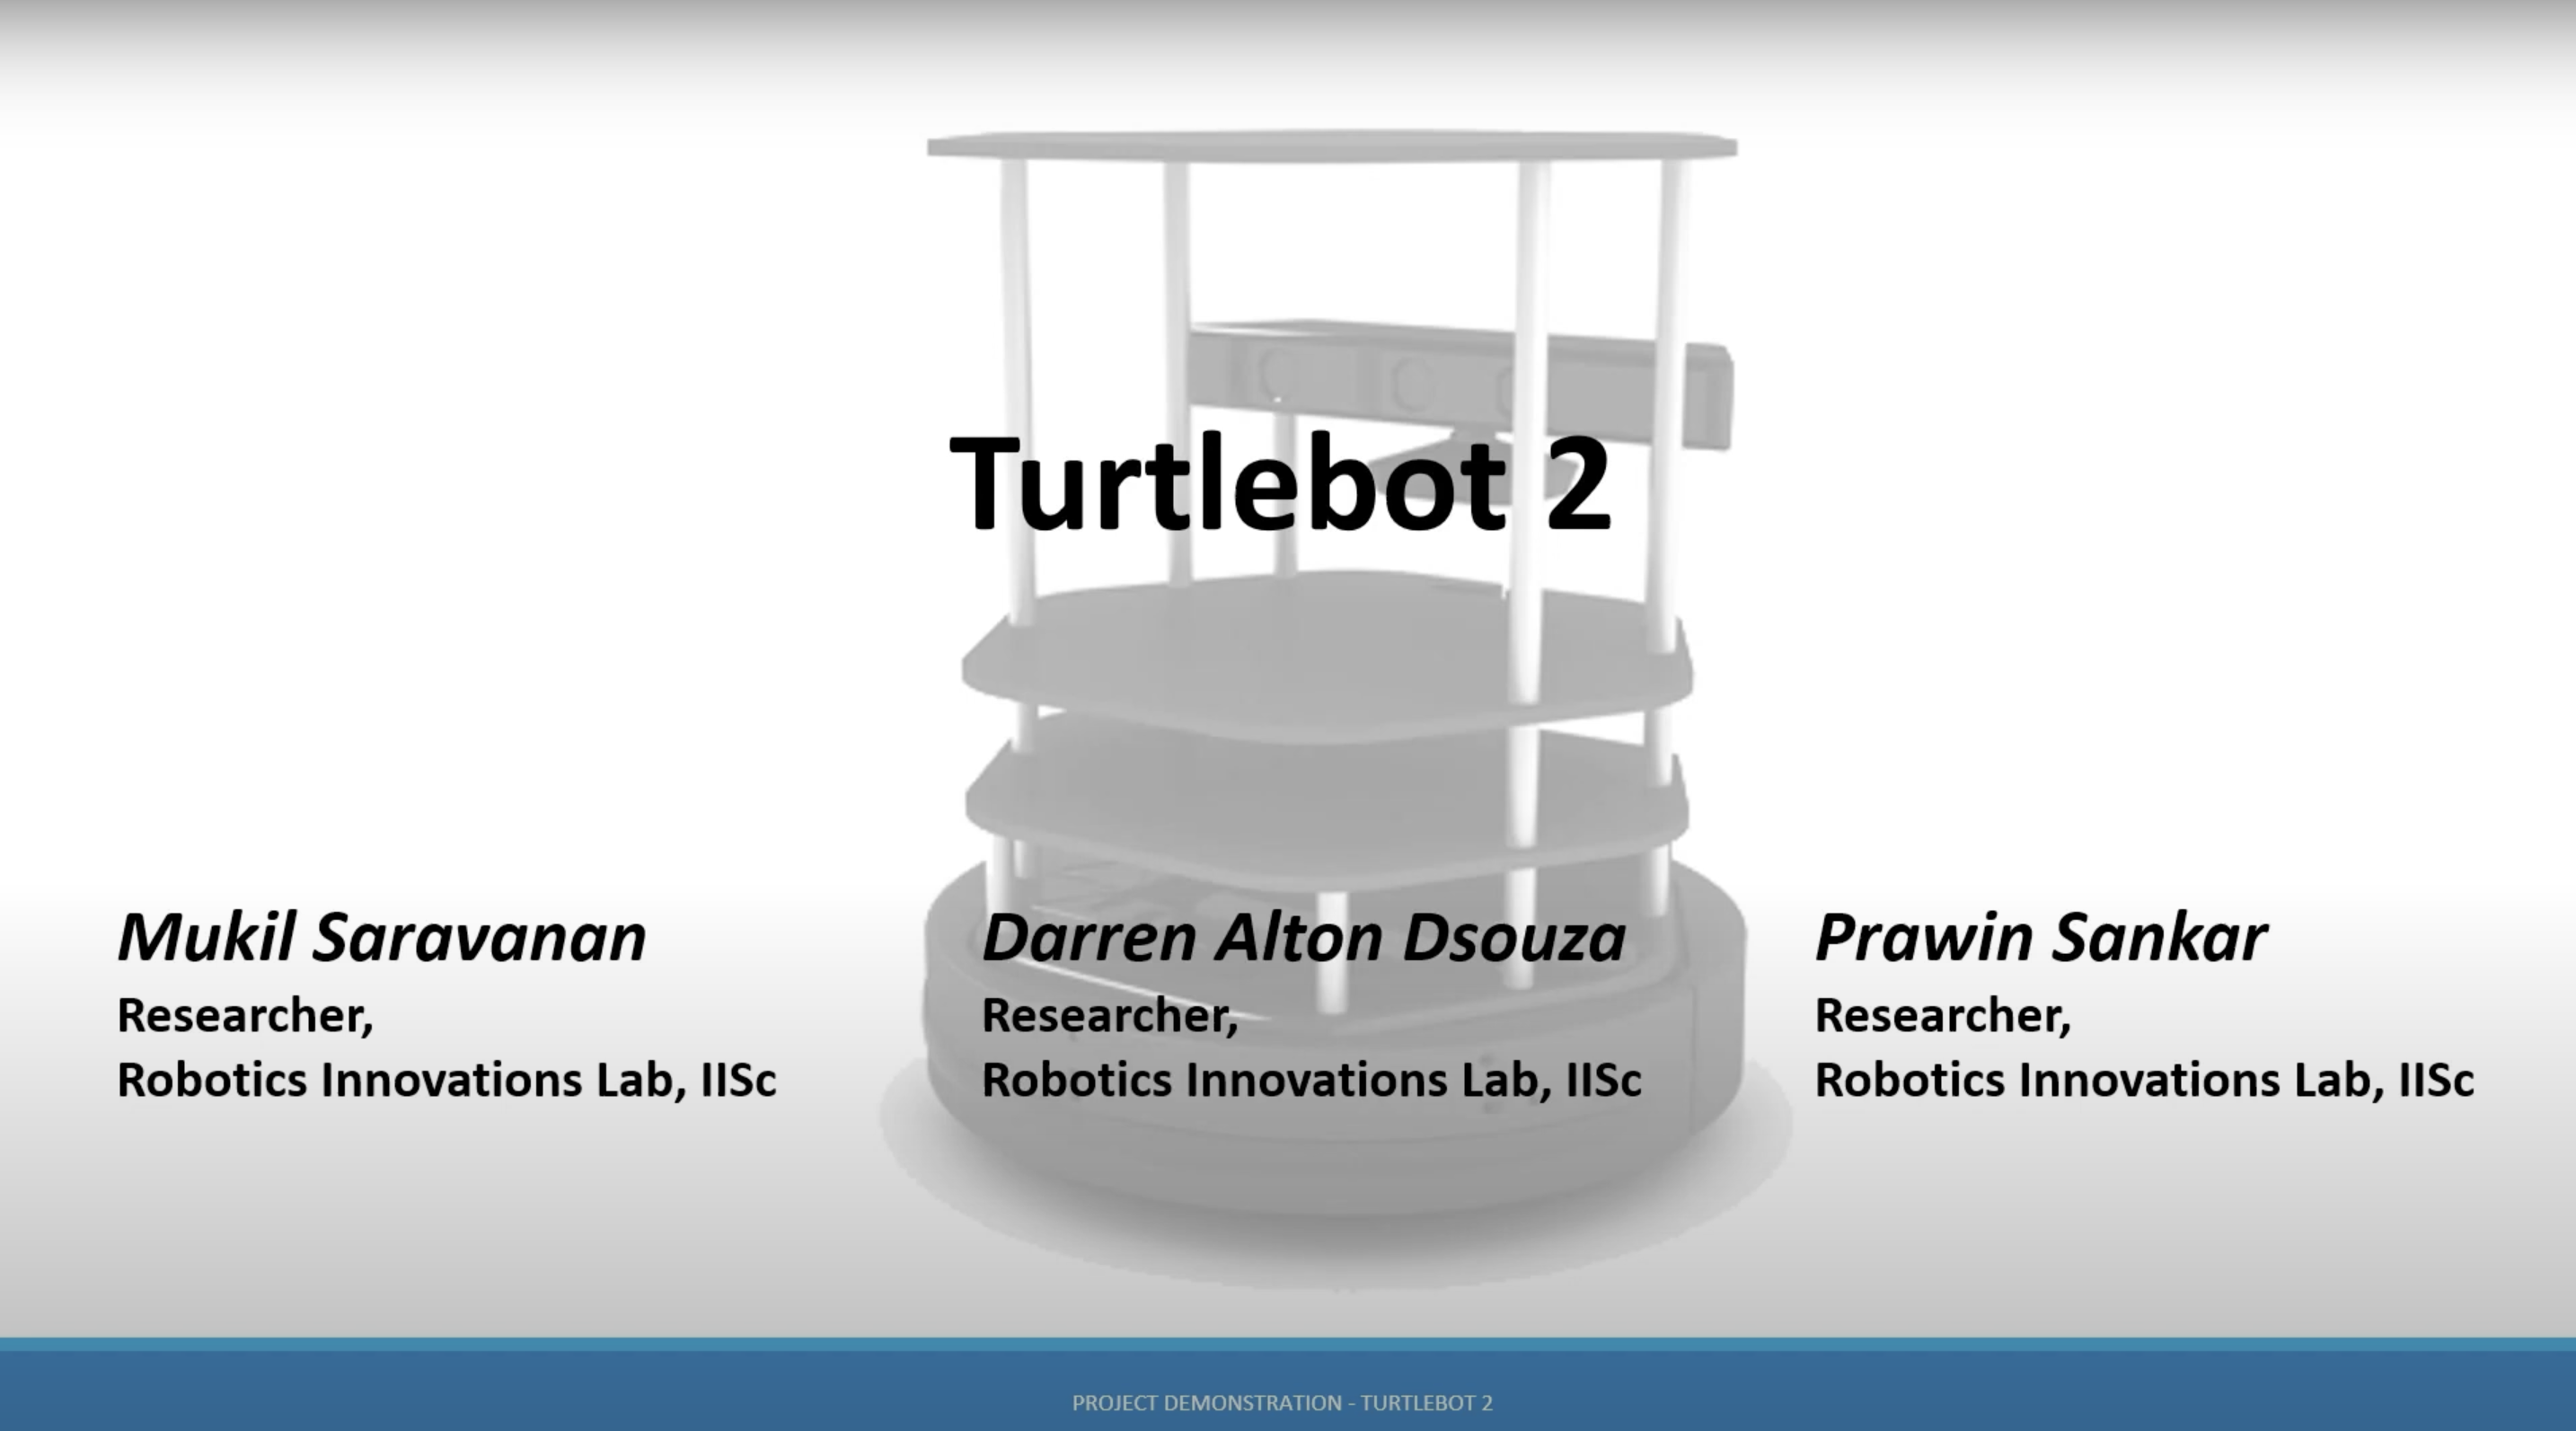 Turtlebot 2
Mukil Saravanan
Researcher,
Robotics Innovations Lab, IISc
Darren Alton Dsouza
Researcher,
Robotics Innovations Lab, IISc
Prawin Sankar
Researcher,
Robotics Innovations Lab, IISc
PROJECT DEMONSTRATION - TURTLEBOT 2